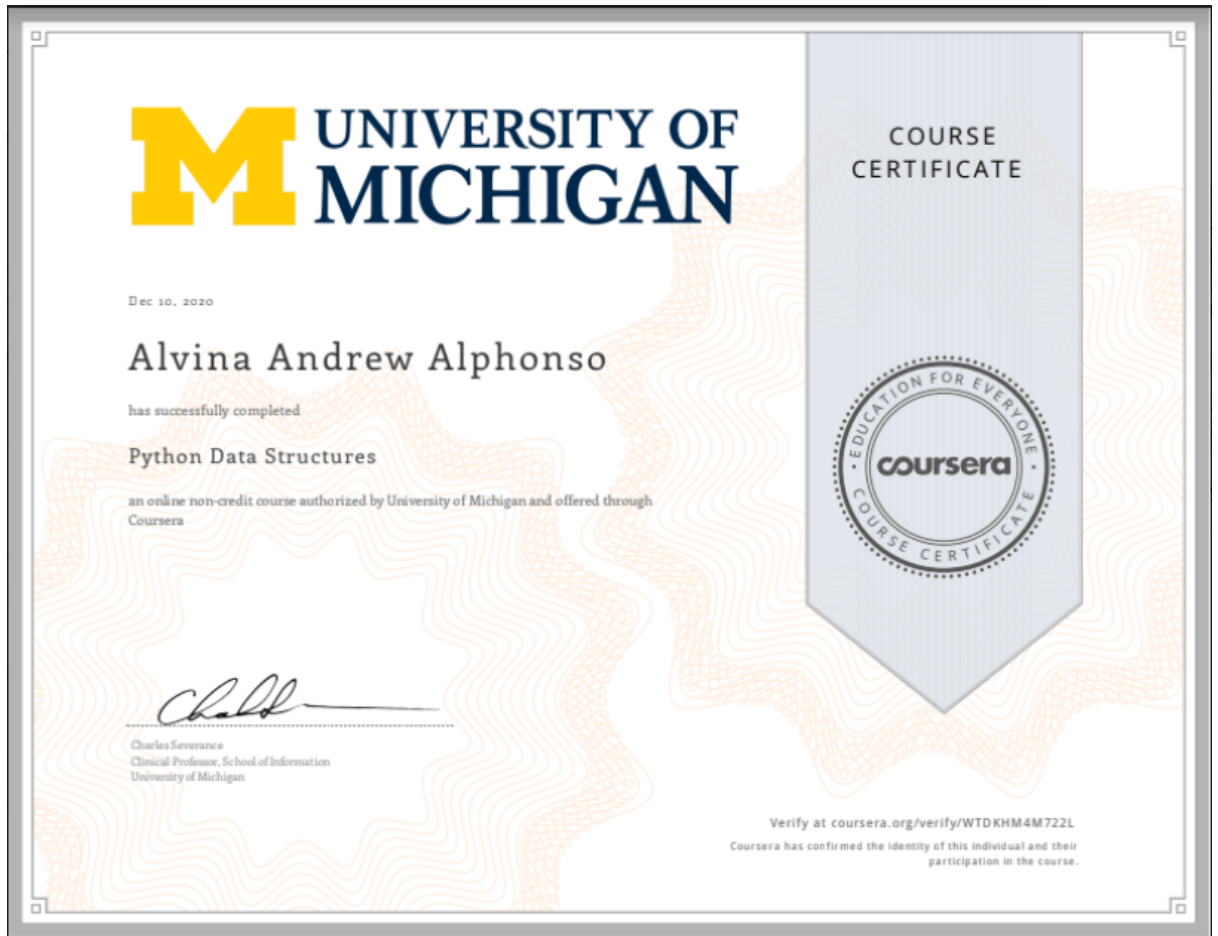 UNIVERSITY OF
MICHIGAN
COURSE
CERTIFICATE
Dec 10, 2020
Alvina Andrew Alphonso
has successfully completed
Python Data Structures
an online non-credit course authorized by University of Michigan and offered through
Coursera
EDUCATION FOR EVERYONE
coursera
COURSE CERTIFICATE
Charles Severance
Clinical Professor, School of Information
University of Michigan
Verify at coursera.org/verify/WTDKHM4M722L
Coursera has confirmed the identity of this individual and their
participation in the course.